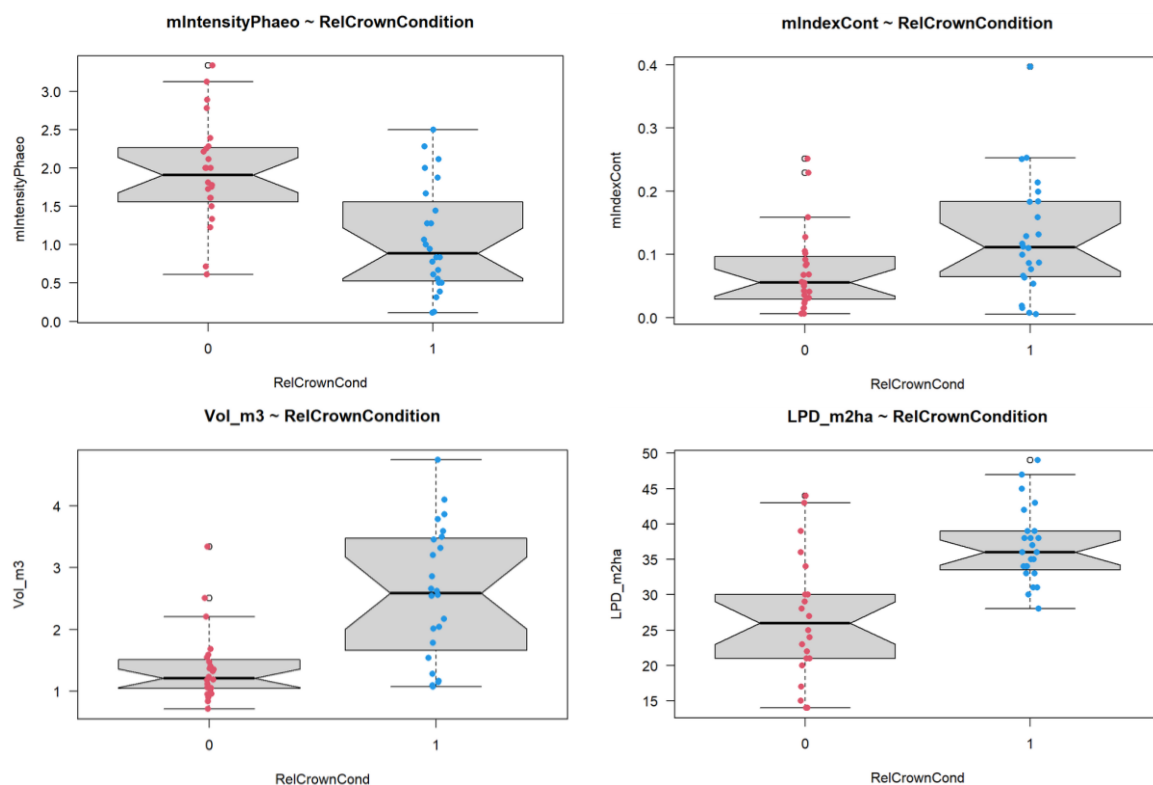 mIntensityPhaeo ~ RelCrownCondition
mIntensityPhaeo
3.0
2.5
2.0
1.5
1.0
0.5
0.0
0
1
RelCrownCond
mIndexCont ~ RelCrownCondition
mIndexCont
0.4
0.3
0.2
0.1
0.0
0
1
RelCrownCond
Vol_m3 ~ RelCrownCondition
Vol_m3
4
3
2
1
0
1
RelCrownCond
LPD_m2ha ~ RelCrownCondition
LPD_m2ha
50
45
40
35
30
25
20
15
0
1
RelCrownCond